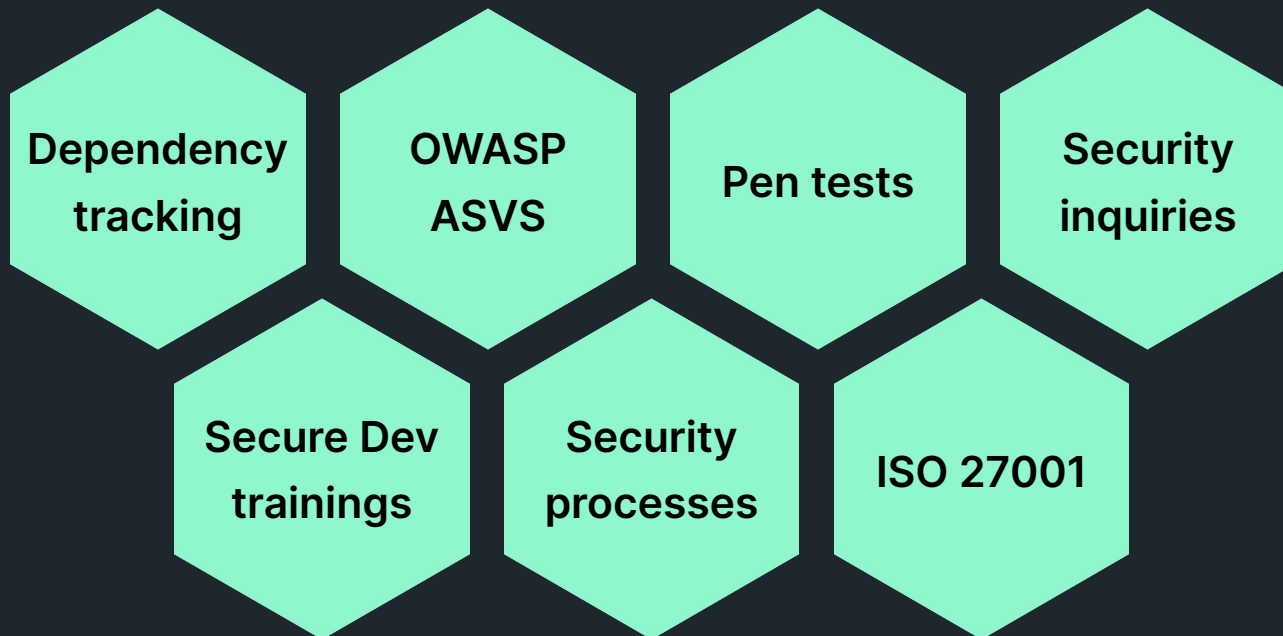 Dependency
tracking
OWASP
ASVS
Pen tests
Security
inquiries
Secure Dev
trainings
Security
processes
ISO 27001